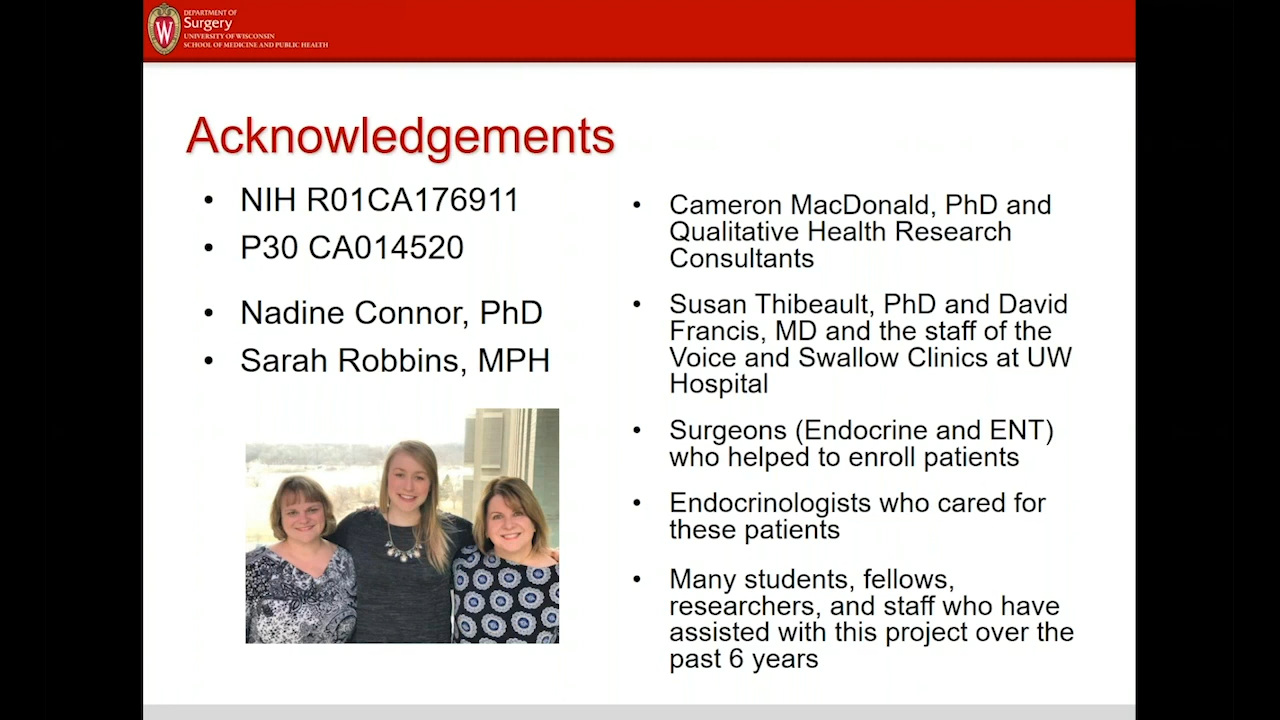 DEPARTMENT OF
Surgery
UNIVERSITY OF WISCONSIN
SCHOOL OF MEDICINE AND PUBLIC HEALTH
W
Acknowledgements
• NIH R01CA176911
• P30 CA014520
• Nadine Connor, PhD
• Sarah Robbins, MPH
• Cameron MacDonald, PhD and
Qualitative Health Research
Consultants
• Susan Thibeault, PhD and David
Francis, MD and the staff of the
Voice and Swallow Clinics at UW
Hospital
• Surgeons (Endocrine and ENT)
who helped to enroll patients
• Endocrinologists who cared for
these patients
• Many students, fellows,
researchers, and staff who have
assisted with this project over the
past 6 years